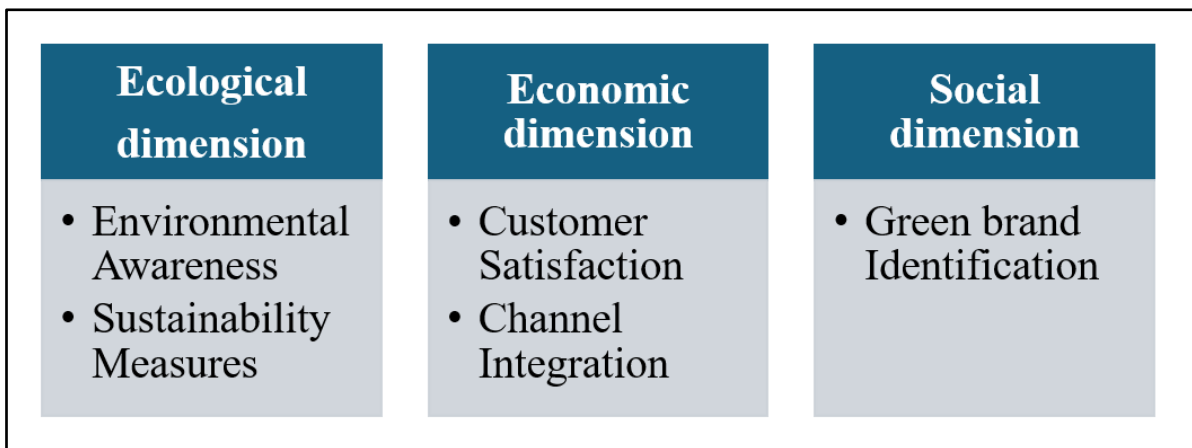 Ecological
dimension
• Environmental
Awareness
• Sustainability
Measures
Economic
dimension
• Customer
Satisfaction
• Channel
Integration
Social
dimension
• Green brand
Identification